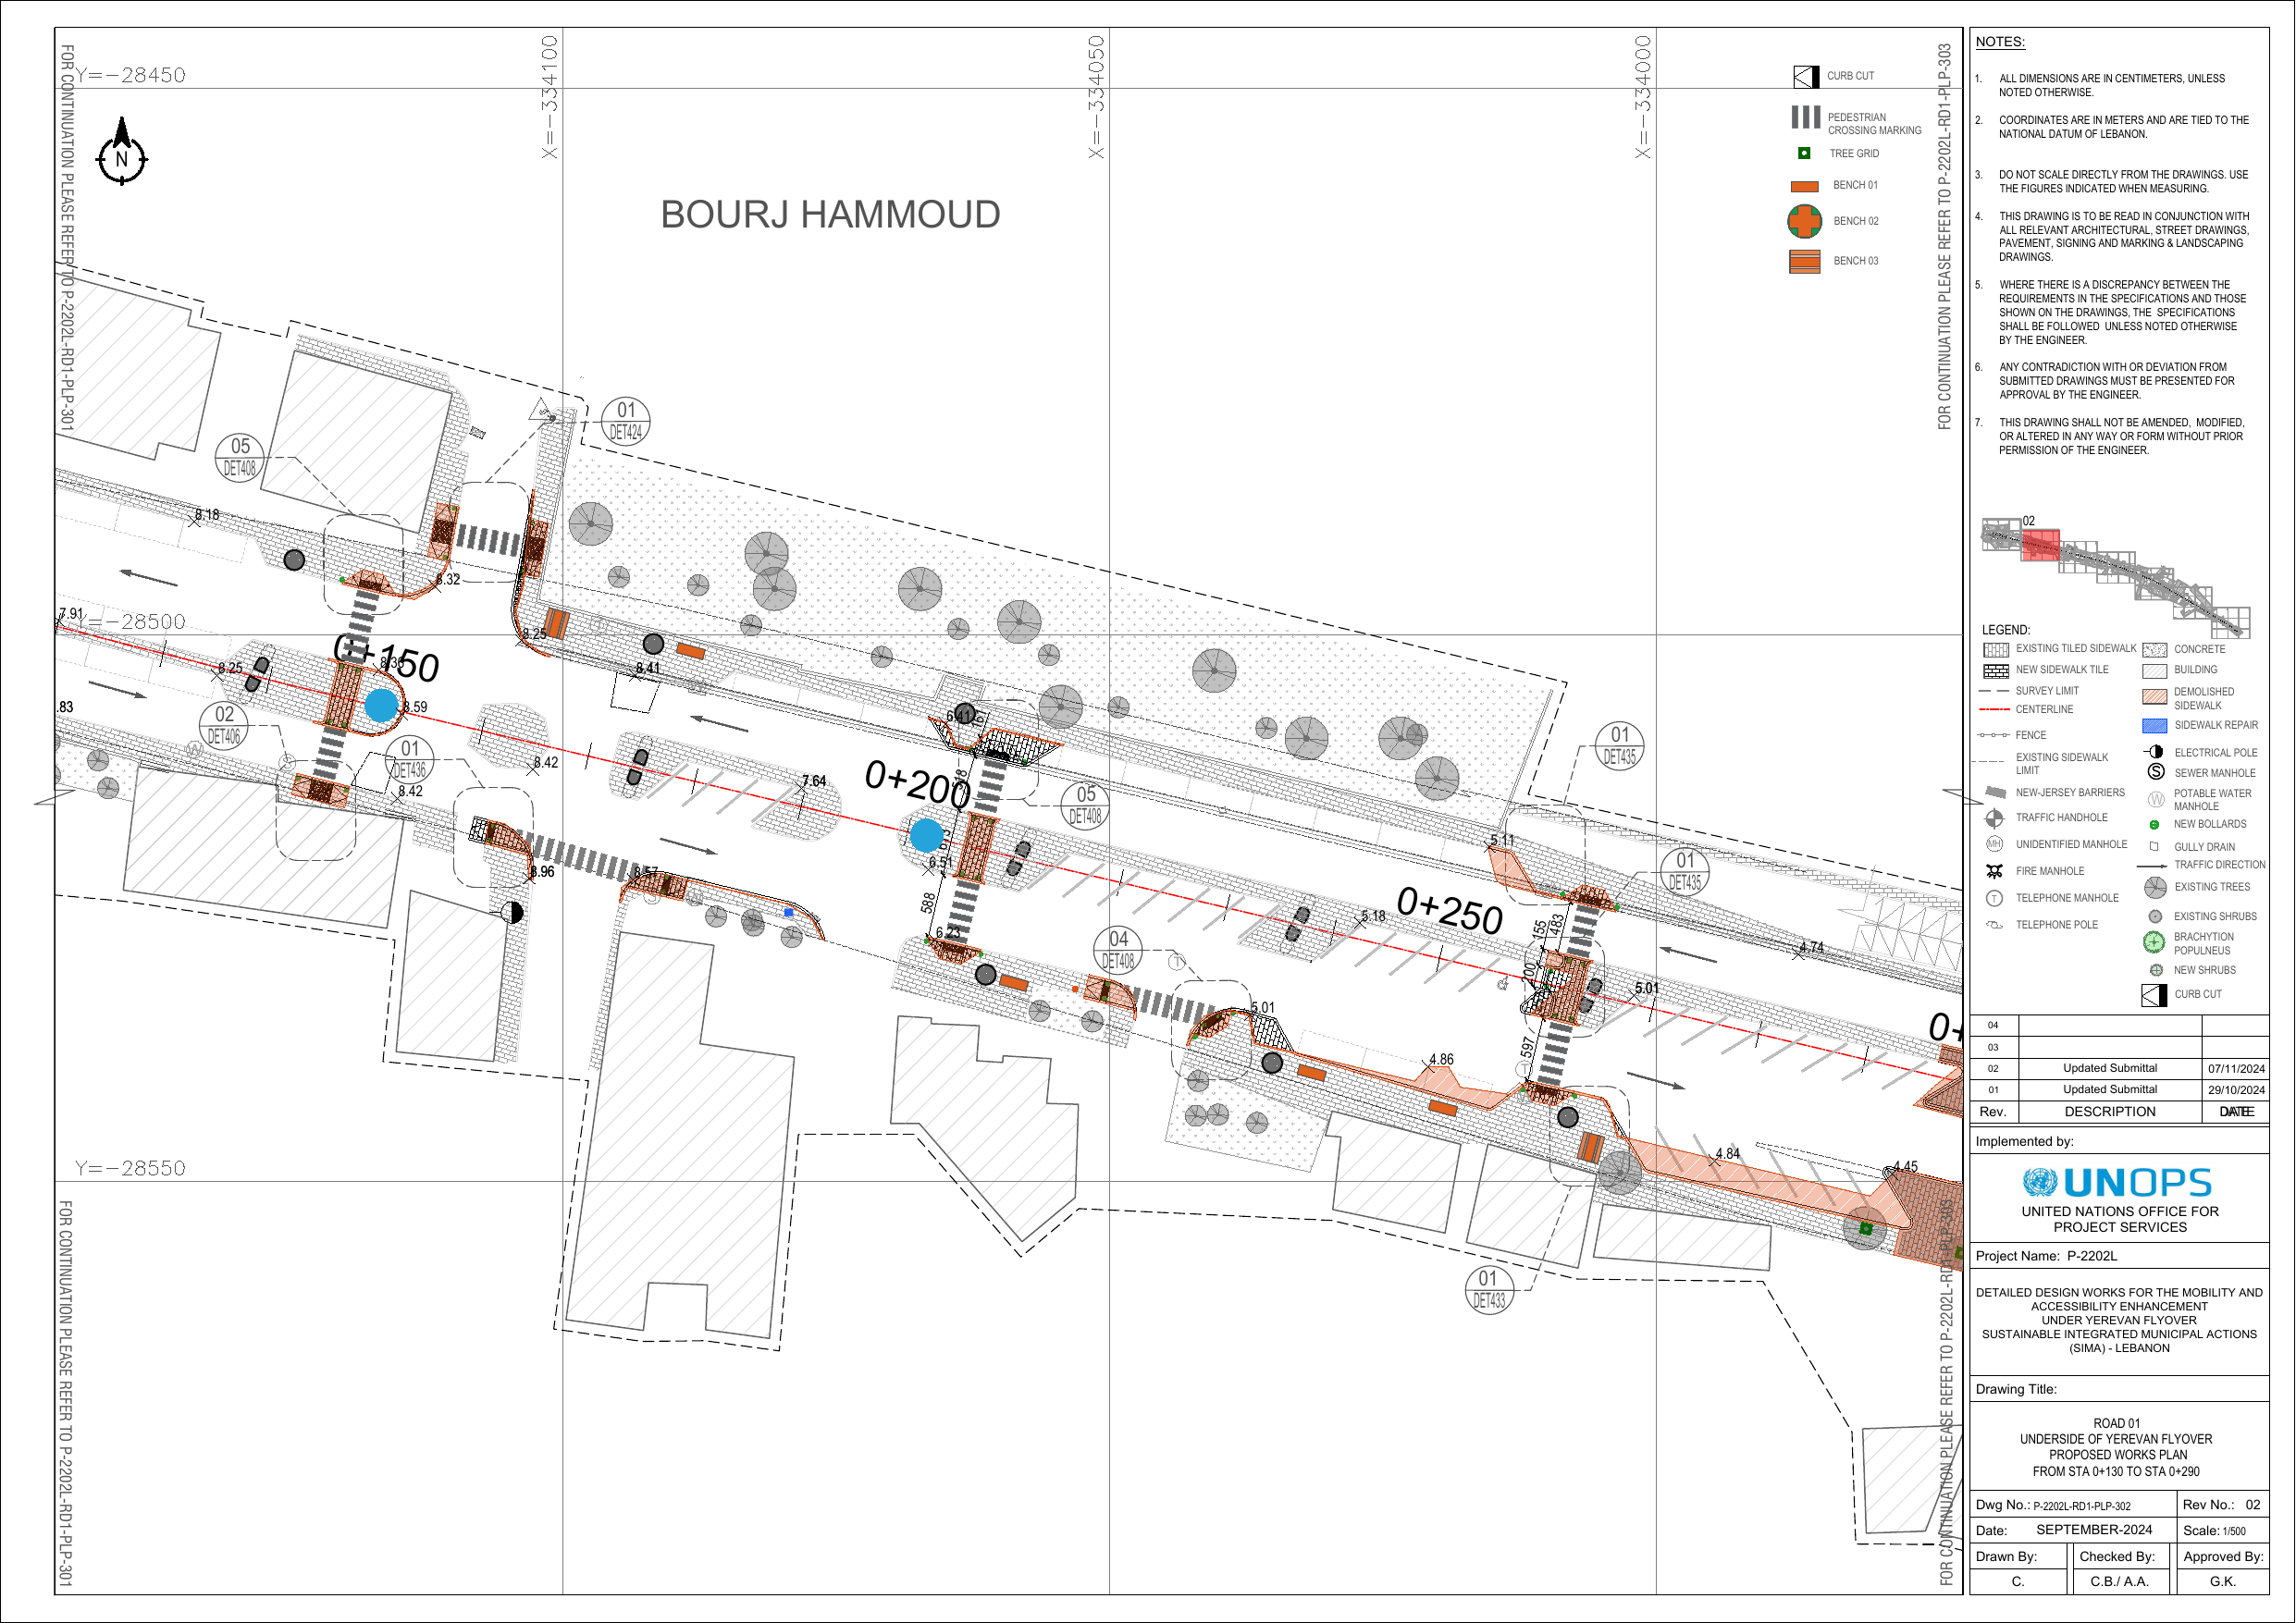 Y=-28450
X=-334100
X=-334050
X=-334000
FOR CONTINUATION PLEASE REFER TO P-2202L-RD1-PLP-301
FOR CONTINUATION PLEASE REFER TO P-2202L-RD1-PLP-303
N
BOURJ HAMMOUD
CURB CUT
PEDESTRIAN
CROSSING MARKING
TREE GRID
BENCH 01
BENCH 02
BENCH 03
01
DET424
05
DET408
8.18
8.32
7.91
Y=-28500
8.25
0+150
8.36
8.25
8.41
8.59
.83
02
DET406
W
01
DET436
8.42
8.42
7.64
6.41
0+200
518
05
DET408
01
DET435
5.11
01
DET435
8.96
8.57
S
6.51
588
6.23
5.18
0+250
155
483
4.74
04
DET408
T
200
5.01
5.01
0+
4.86
597
T
4.84
4.45
Y=-28550
01
DET433
FOR CONTINUATION PLEASE REFER TO P-2202L-RD1-PLP-301
FOR CONTINUATION PLEASE REFER TO P-2202L-RD1-PLP-303
NOTES:
1. ALL DIMENSIONS ARE IN CENTIMETERS, UNLESS
NOTED OTHERWISE.
2. COORDINATES ARE IN METERS AND ARE TIED TO THE
NATIONAL DATUM OF LEBANON.
3. DO NOT SCALE DIRECTLY FROM THE DRAWINGS. USE
THE FIGURES INDICATED WHEN MEASURING.
4. THIS DRAWING IS TO BE READ IN CONJUNCTION WITH
ALL RELEVANT ARCHITECTURAL, STREET DRAWINGS,
PAVEMENT, SIGNING AND MARKING & LANDSCAPING
DRAWINGS.
5. WHERE THERE IS A DISCREPANCY BETWEEN THE
REQUIREMENTS IN THE SPECIFICATIONS AND THOSE
SHOWN ON THE DRAWINGS, THE SPECIFICATIONS
SHALL BE FOLLOWED UNLESS NOTED OTHERWISE
BY THE ENGINEER.
6. ANY CONTRADICTION WITH OR DEVIATION FROM
SUBMITTED DRAWINGS MUST BE PRESENTED FOR
APPROVAL BY THE ENGINEER.
7. THIS DRAWING SHALL NOT BE AMENDED, MODIFIED,
OR ALTERED IN ANY WAY OR FORM WITHOUT PRIOR
PERMISSION OF THE ENGINEER.
02
LEGEND:
EXISTING TILED SIDEWALK
NEW SIDEWALK TILE
SURVEY LIMIT
CENTERLINE
FENCE
EXISTING SIDEWALK
LIMIT
NEW-JERSEY BARRIERS
TRAFFIC HANDHOLE
MH UNIDENTIFIED MANHOLE
FIRE MANHOLE
T TELEPHONE MANHOLE
TELEPHONE POLE
CONCRETE
BUILDING
DEMOLISHED
SIDEWALK
SIDEWALK REPAIR
ELECTRICAL POLE
S SEWER MANHOLE
W POTABLE WATER
MANHOLE
NEW BOLLARDS
GULLY DRAIN
TRAFFIC DIRECTION
EXISTING TREES
EXISTING SHRUBS
BRACHYTION
POPULNEUS
NEW SHRUBS
CURB CUT
04
03
02 Updated Submittal 07/11/2024
01 Updated Submittal 29/10/2024
Rev. DESCRIPTION DATE
Implemented by:
UNOPS
UNITED NATIONS OFFICE FOR
PROJECT SERVICES
Project Name: P-2202L
DETAILED DESIGN WORKS FOR THE MOBILITY AND
ACCESSIBILITY ENHANCEMENT
UNDER YEREVAN FLYOVER
SUSTAINABLE INTEGRATED MUNICIPAL ACTIONS
(SIMA) - LEBANON
Drawing Title:
ROAD 01
UNDERSIDE OF YEREVAN FLYOVER
PROPOSED WORKS PLAN
FROM STA 0+130 TO STA 0+290
Dwg No.: P-2202L-RD1-PLP-302 Rev No.: 02
Date: SEPTEMBER-2024 Scale: 1/500
Drawn By: Checked By: Approved By:
C. C.B./ A.A. G.K.